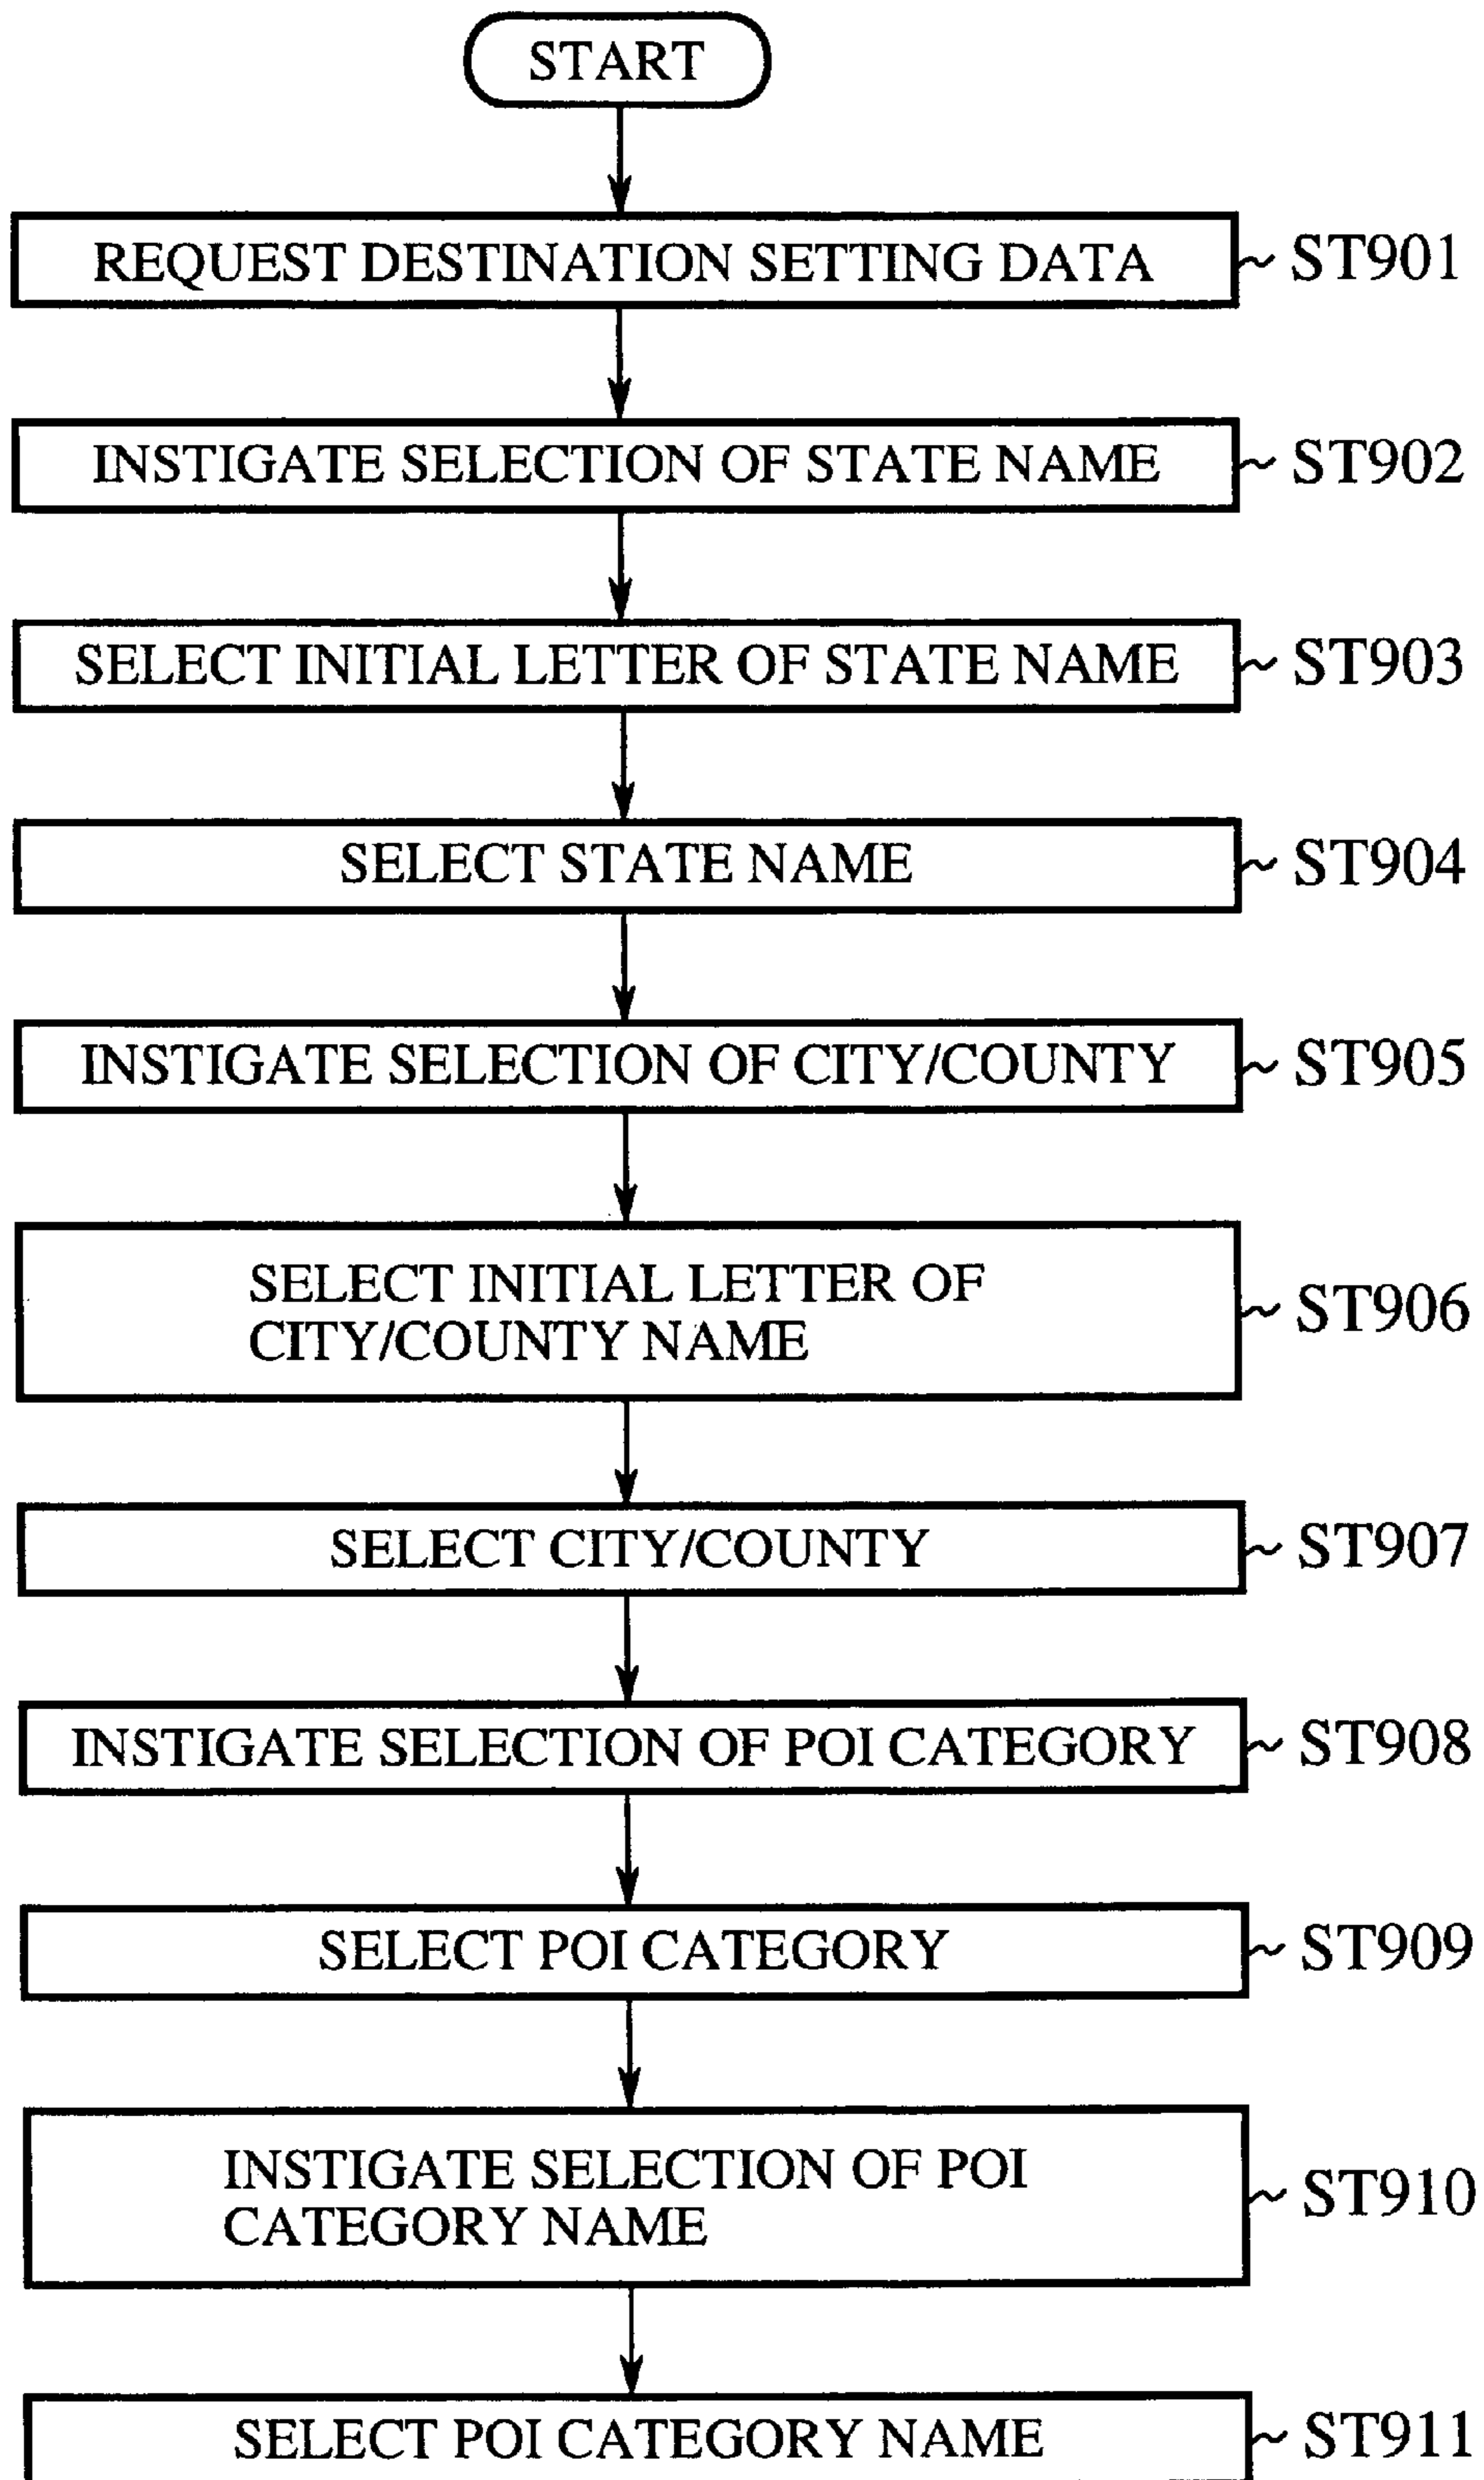 START
REQUEST DESTINATION SETTING DATA
ST901
INSTIGATE SELECTION OF STATE NAME
ST902
SELECT INITIAL LETTER OF STATE NAME
ST903
SELECT STATE NAME
ST904
INSTIGATE SELECTION OF CITY/COUNTY
ST905
SELECT INITIAL LETTER OF
CITY/COUNTY NAME
ST906
SELECT CITY/COUNTY
ST907
INSTIGATE SELECTION OF POI CATEGORY
ST908
SELECT POI CATEGORY
ST909
INSTIGATE SELECTION OF POI
CATEGORY NAME
ST910
SELECT POI CATEGORY NAME
ST911